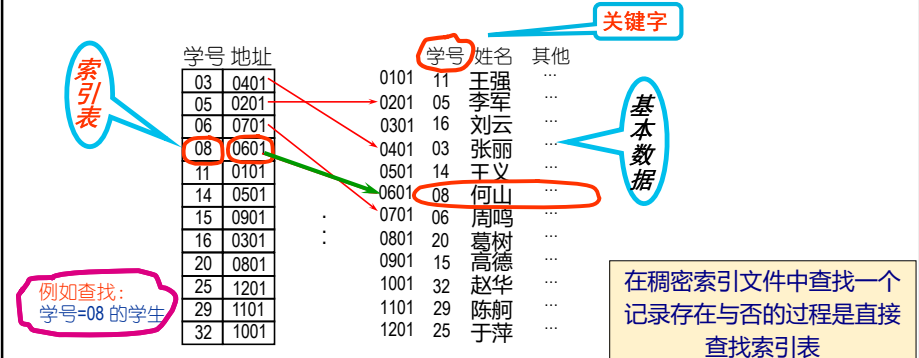 关键字
学号 地址
学号 姓名 其他
索引表
基本数据
03 0401
05 0201
06 0701
08 0601
11 0101
14 0501
15 0901
16 0301
20 0801
25 1201
29 1101
32 1001
0101 11 王强 ...
0201 05 李军 ...
0301 16 刘云 ...
0401 03 张丽 ...
0501 14 王义 ...
0601 08 何山 ...
0701 06 周鸣 ...
0801 20 葛树 ...
0901 15 高德 ...
1001 32 赵华 ...
1101 29 陈舸 ...
1201 25 于萍 ...
例如查找：
学号=08 的学生
在稠密索引文件中查找一个
记录存在与否的过程是直接
查找索引表